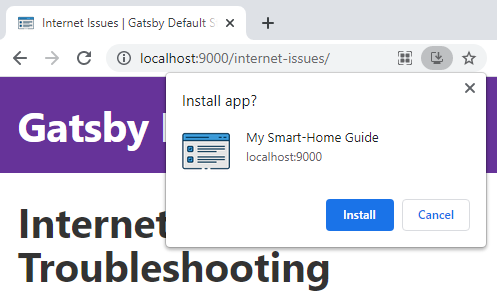 Internet Issues | Gatsby Default S
localhost:9000/internet-issues/
Install app?
My Smart-Home Guide
localhost:9000
Install
Cancel
Gatsby
Internet
Troubleshooting